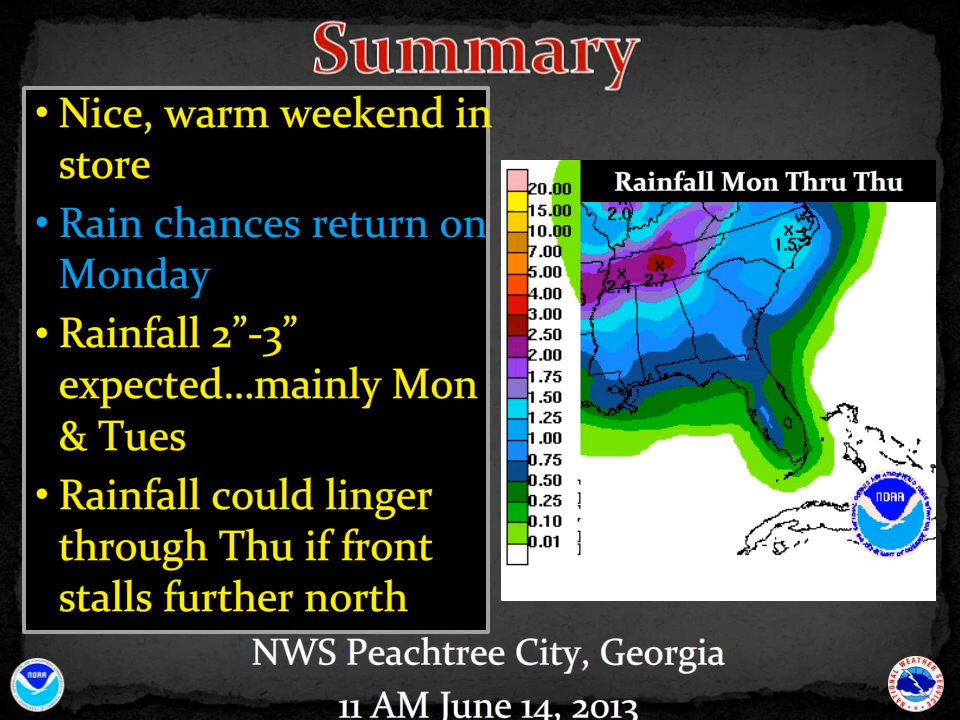 Summary
• Nice, warm weekend in
store
• Rain chances return on
Monday
• Rainfall 2”-3”
expected…mainly Mon
& Tues
• Rainfall could linger
through Thu if front
stalls further north
Rainfall Mon Thru Thu
20.00
15.00
10.00
7.00
5.00
4.00
3.00
2.50
2.00
1.75
1.50
1.25
1.00
0.75
0.50
0.25
0.10
0.01
2.0
x
1.5
x
2.4
x
2.7
NOAA
NWS Peachtree City, Georgia
11 AM June 14, 2013
NOAA
NATIONAL WEATHER SERVICE